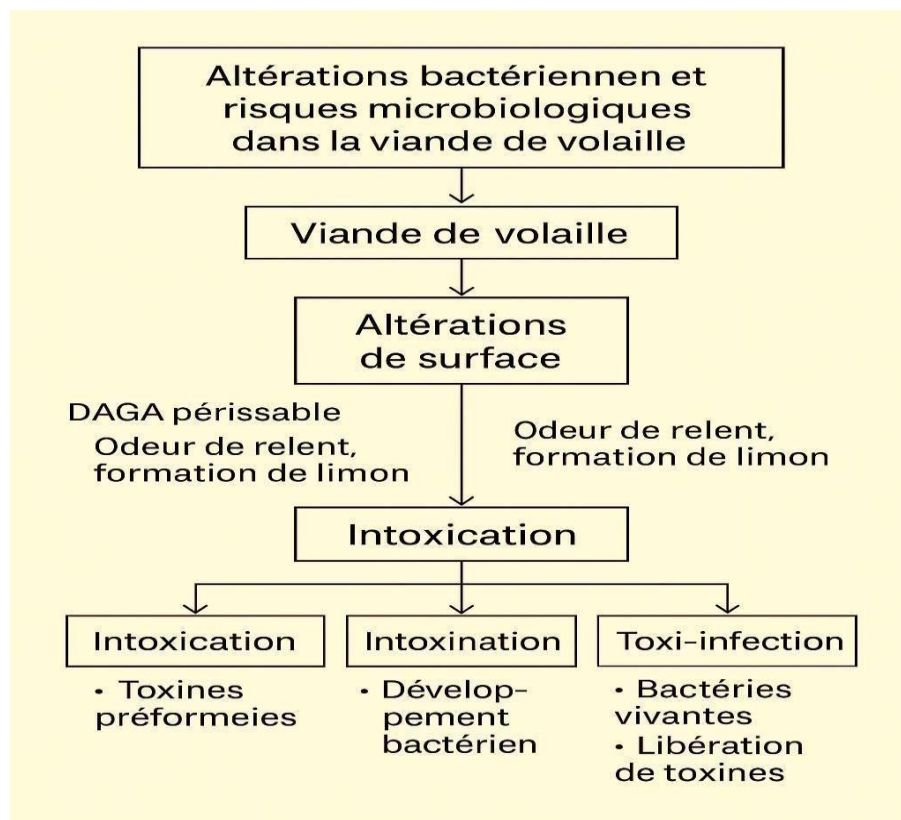 Altérations bactériennen et
risques microbiologiques
dans la viande de volaille
Viande de volaille
Altérations
de surface
DAGA périssable
Odeur de relent,
formation de limon
Odeur de relent,
formation de limon
Intoxication
Intoxication
• Toxines
préformeies
Intoxination
• Dévelop-
pement
bactérien
Toxi-infection
• Bactéries
vivantes
• Libération
de toxines